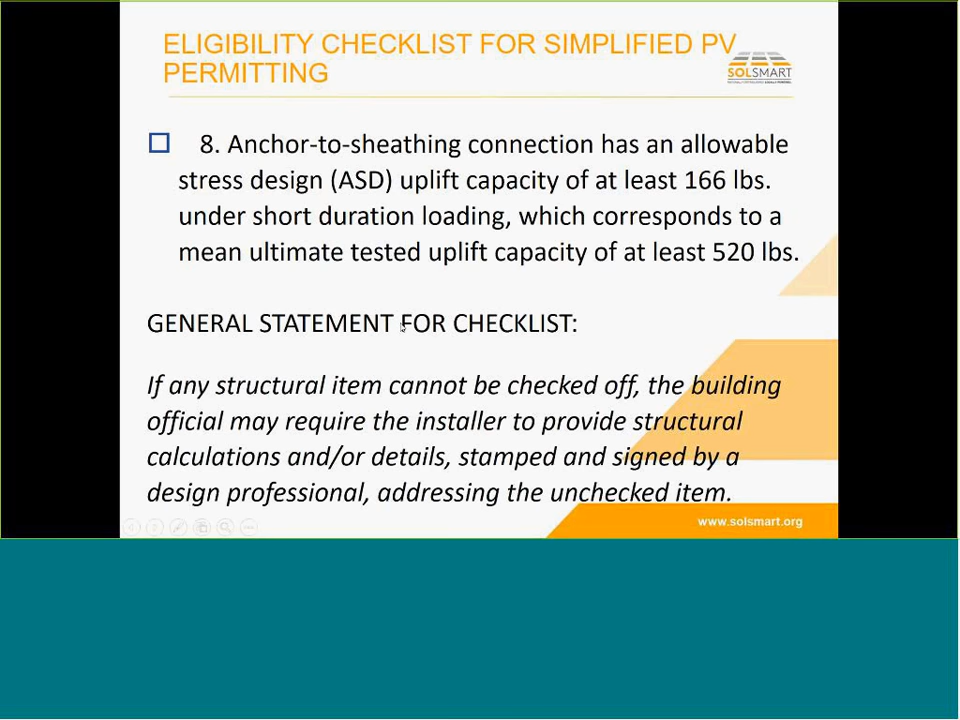 ELIGIBILITY CHECKLIST FOR SIMPLIFIED PV
PERMITTING
SOLSMART
8. Anchor-to-sheathing connection has an allowable
stress design (ASD) uplift capacity of at least 166 lbs.
under short duration loading, which corresponds to a
mean ultimate tested uplift capacity of at least 520 lbs.
GENERAL STATEMENT FOR CHECKLIST:
If any structural item cannot be checked off, the building
official may require the installer to provide structural
calculations and/or details, stamped and signed by a
design professional, addressing the unchecked item.
www.solsmart.org